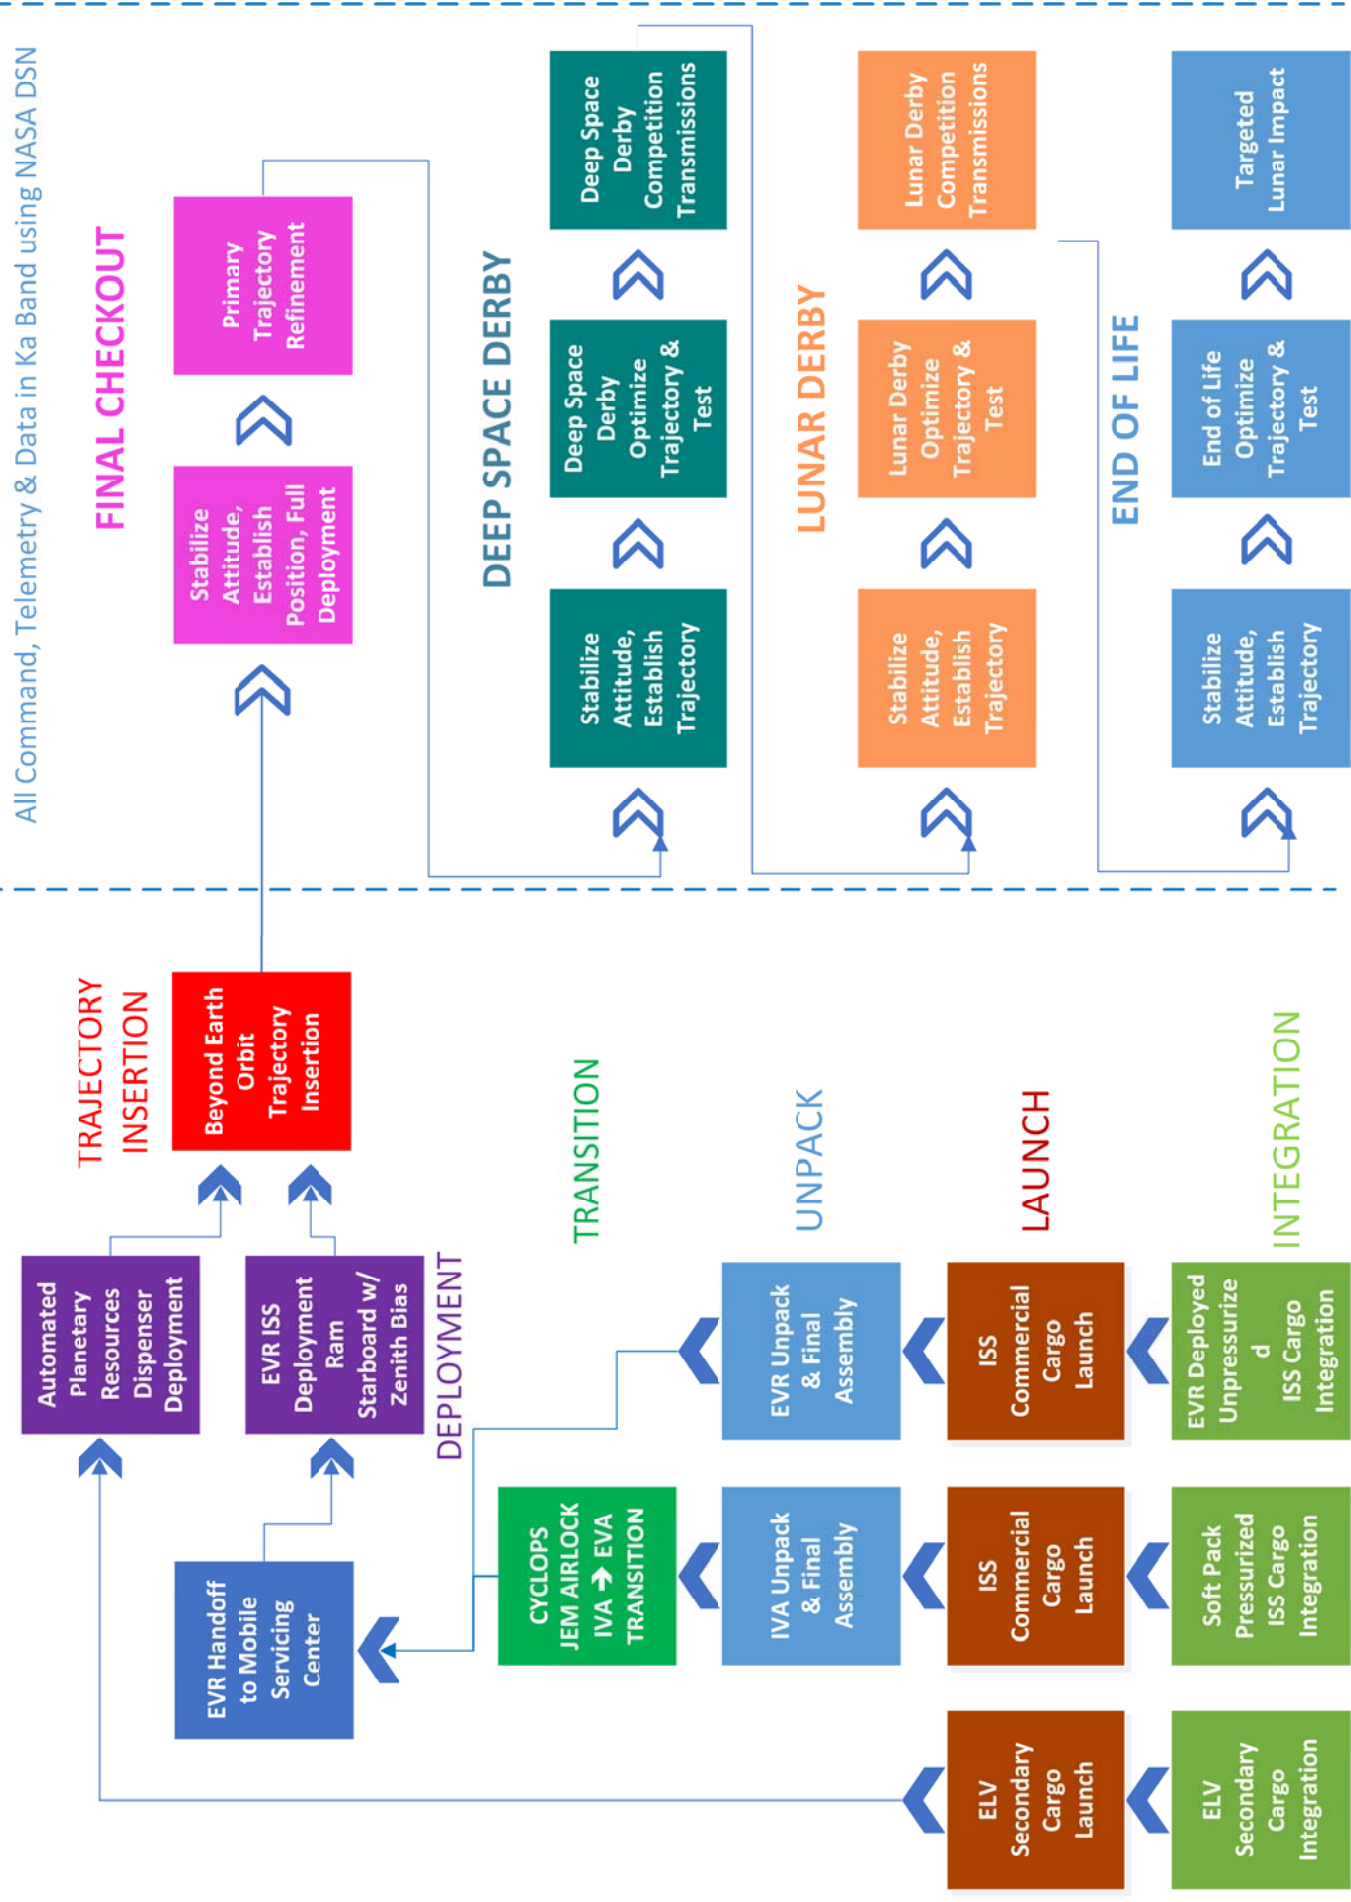 All Command, Telemetry & Data in Ka Band using NASA DSN
TRAJECTORY
INSERTION
FINAL CHECKOUT
Automated
Planetary
Resources
Dispenser
Deployment
EVR Handoff
to Mobile
Servicing
Center
EVR ISS
Deployment
Ram
Starboard w/
Zenith Bias
DEPLOYMENT
Beyond Earth
Orbit
Trajectory
Insertion
Stabilize
Attitude,
Establish
Position, Full
Deployment
Primary
Trajectory
Refinement
CYCLOPS
JEM AIRLOCK
IVA ➔ EVA
TRANSITION
TRANSITION
DEEP SPACE DERBY
Stabilize
Attitude,
Establish
Trajectory
Deep Space
Derby
Optimize
Trajectory &
Test
Deep Space
Derby
Competition
Transmissions
IVA Unpack
& Final
Assembly
EVR Unpack
& Final
Assembly
UNPACK
LUNAR DERBY
Stabilize
Attitude,
Establish
Trajectory
Lunar Derby
Optimize
Trajectory &
Test
Lunar Derby
Competition
Transmissions
ELV
Secondary
Cargo
Launch
ISS
Commercial
Cargo
Launch
ISS
Commercial
Cargo
Launch
LAUNCH
END OF LIFE
ELV
Secondary
Cargo
Integration
Soft Pack
Pressurized
ISS Cargo
Integration
EVR Deployed
Unpressurize
d
ISS Cargo
Integration
INTEGRATION
Stabilize
Attitude,
Establish
Trajectory
End of Life
Optimize
Trajectory &
Test
Targeted
Lunar Impact